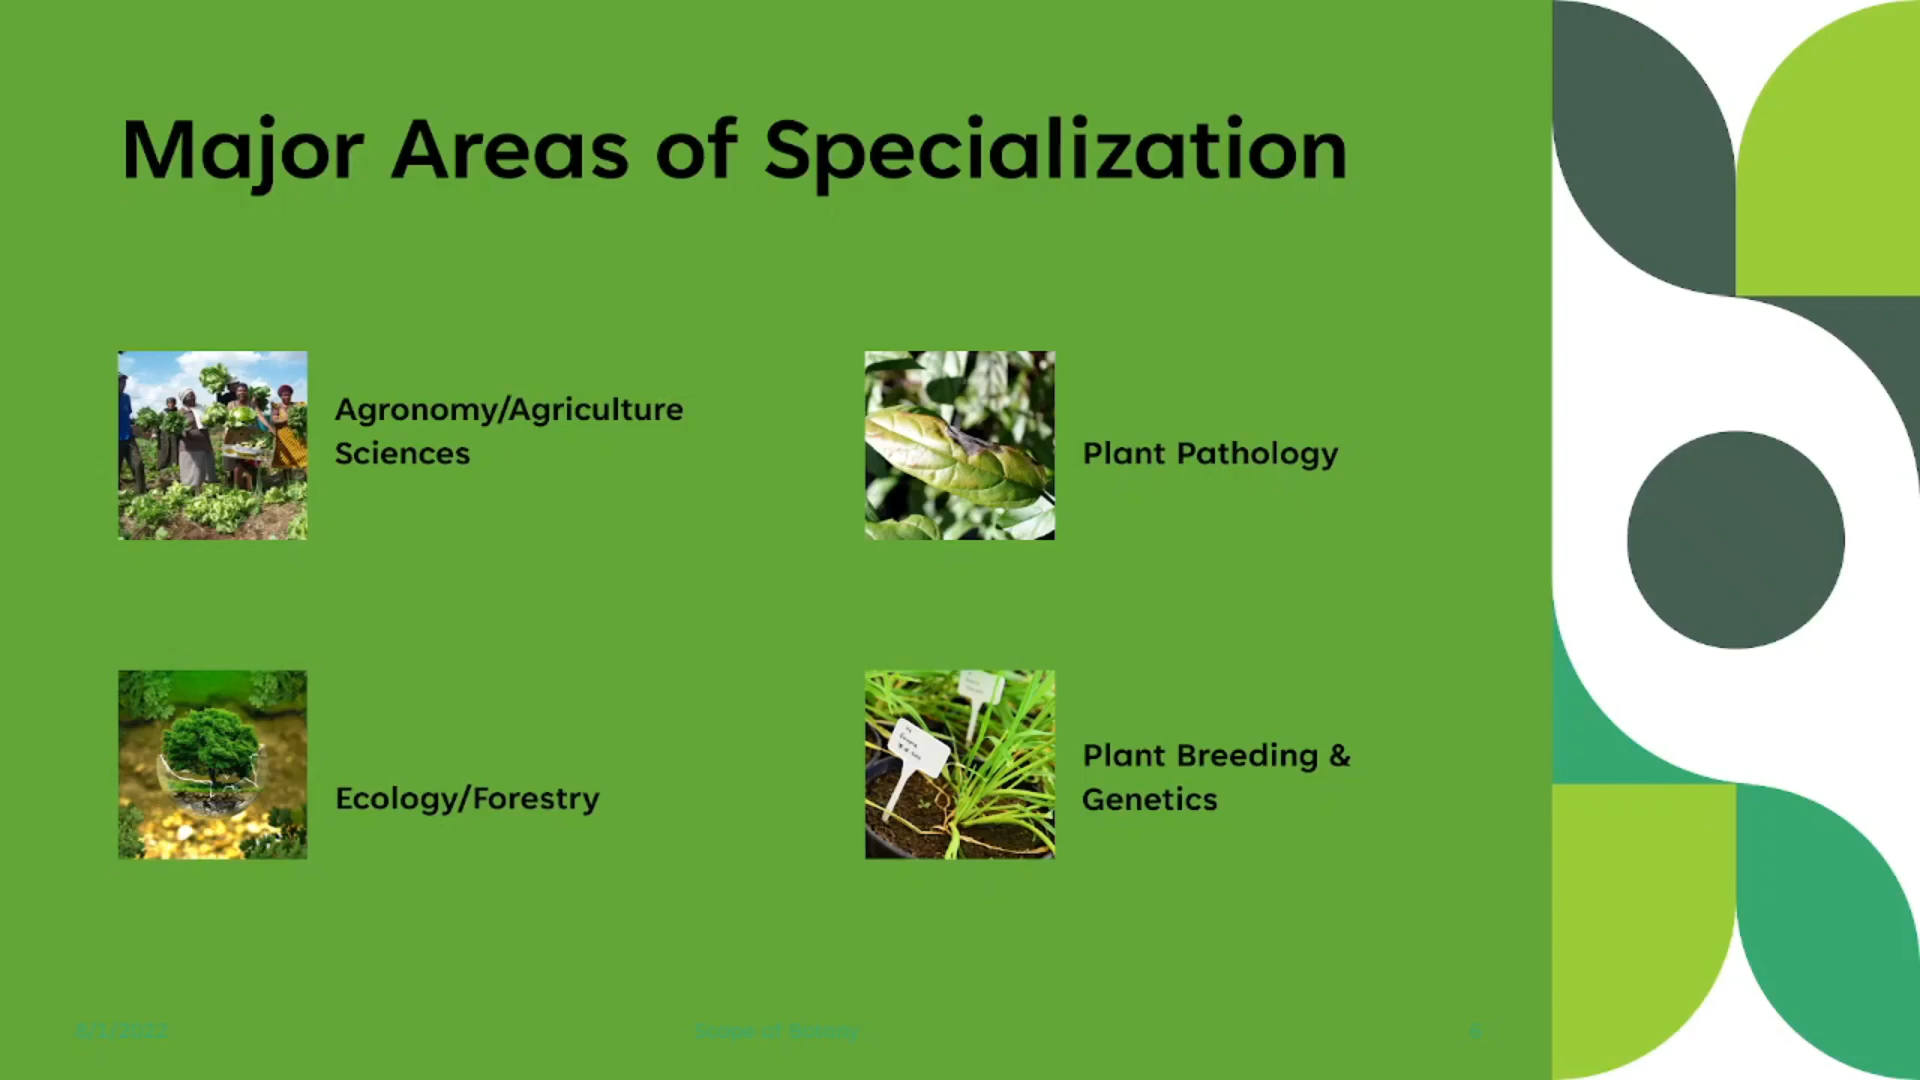 Major Areas of Specialization
Agronomy/Agriculture
Sciences
Plant Pathology
Ecology/Forestry
Plant Breeding &
Genetics
Scope of Botany